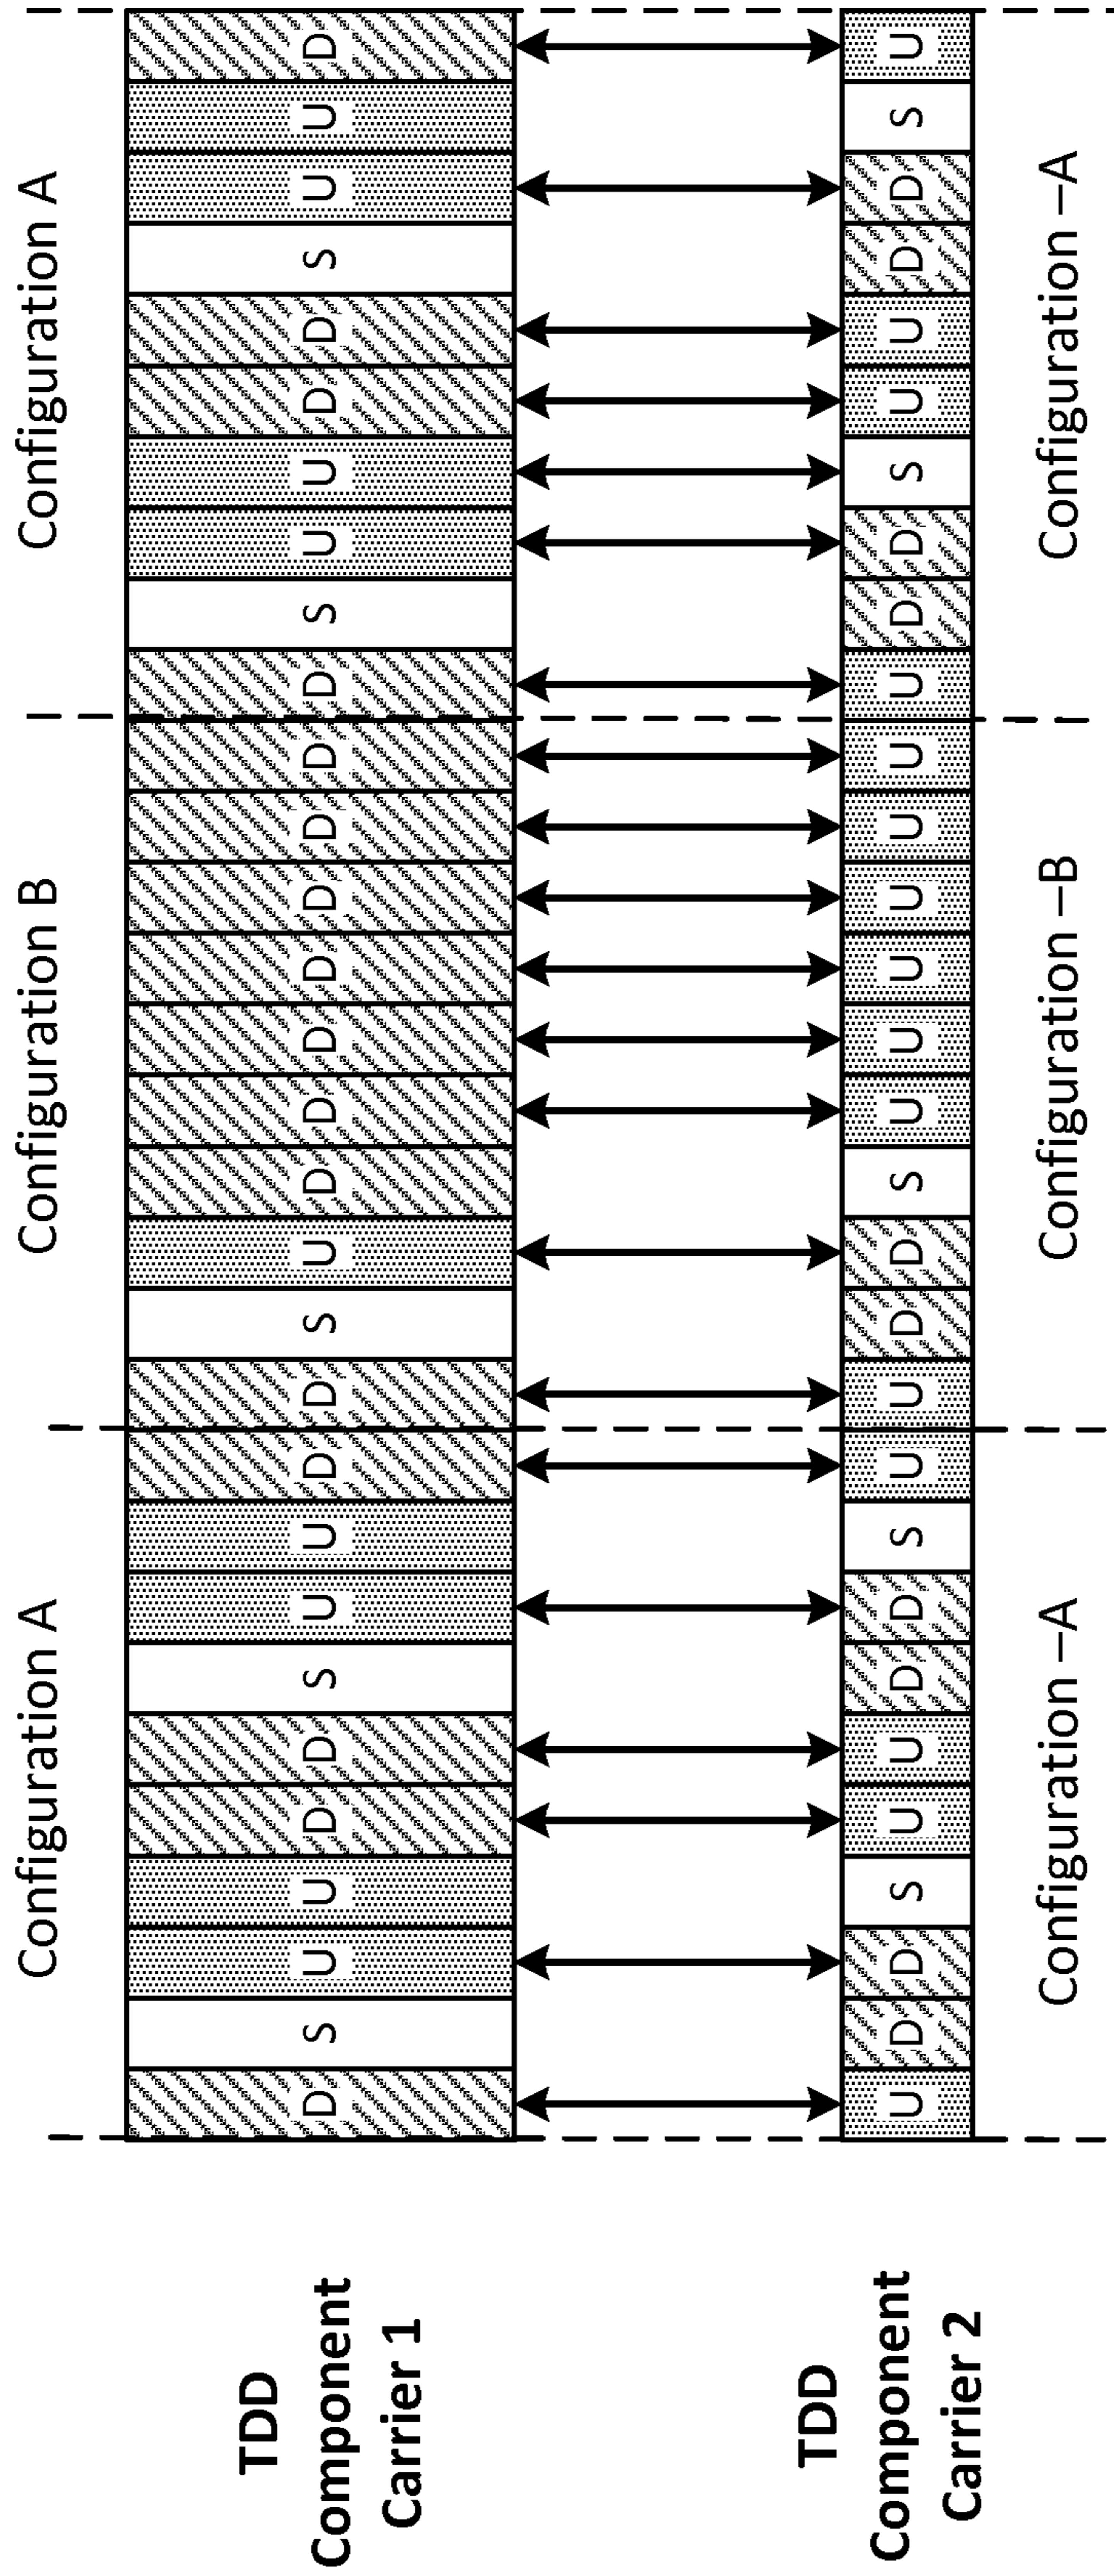 Configuration A Configuration B Configuration A
TDD
Component
Carrier 1
D S U U D D S U U D D S U D D D D D D D D S U U D D S U U D
TDD
Component
Carrier 2
U D D S U U D D S U U D D S U U U U U U U D D S U U D D S U
Configuration –A Configuration –B Configuration –A